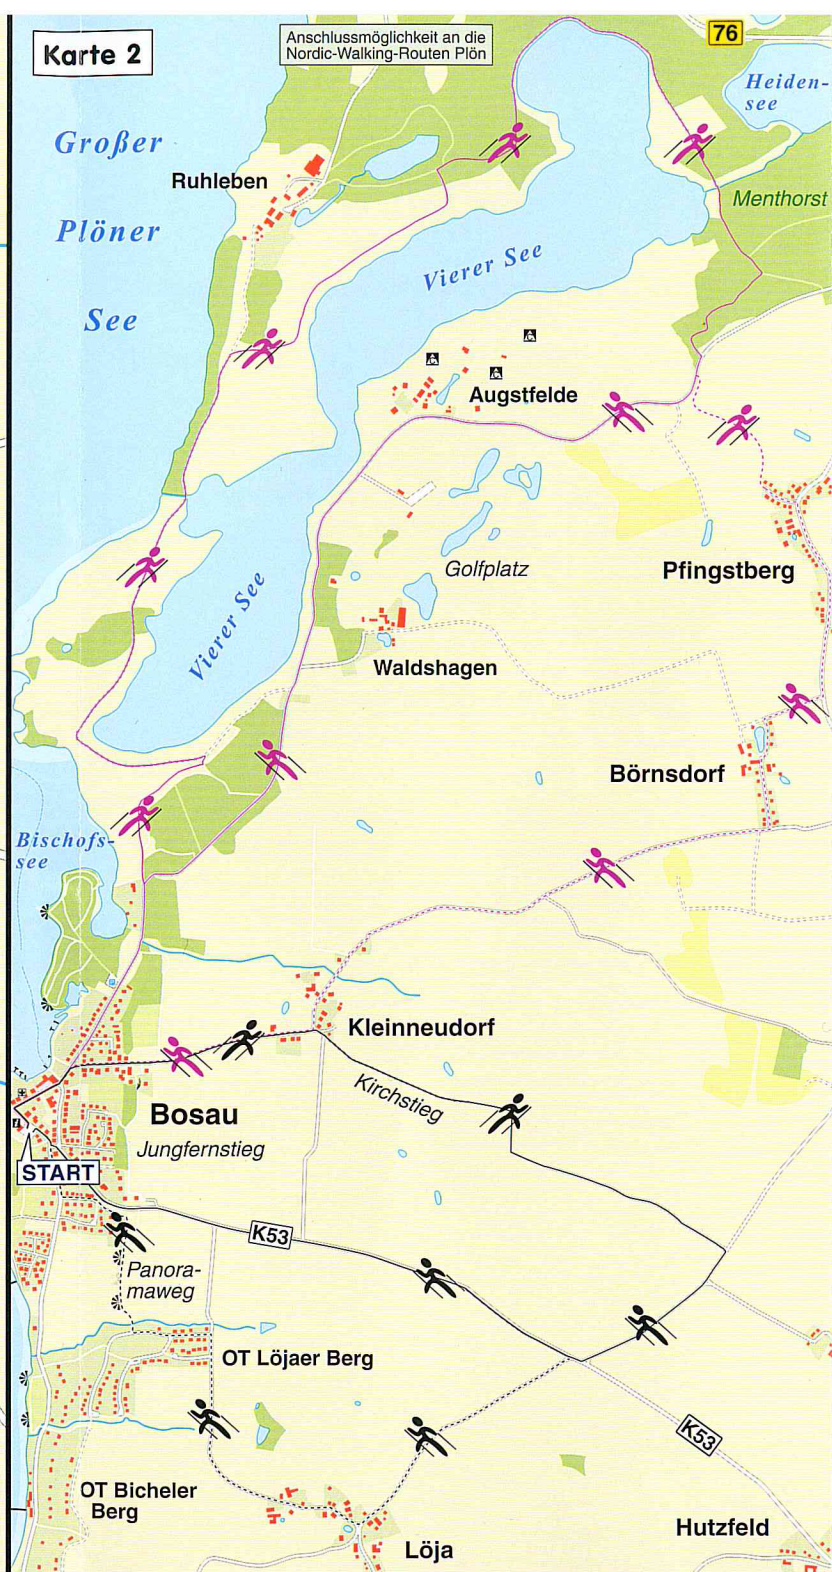 Karte 2
Anschlussmöglichkeit an die
Nordic-Walking-Routen Plön
76
Heiden-
see
Großer
Plöner
See
Ruhleben
Menthorst
Vierer See
Augstfelde
Golfplatz
Pfingstberg
Vierer See
Waldshagen
Börnsdorf
Bischofs-
see
Kleinneudorf
Kirchstieg
Bosau
Jungfernstieg
START
K53
Panora-
maweg
OT Löjaer Berg
K53
OT Bicheler
Berg
Hutzfeld
Löja